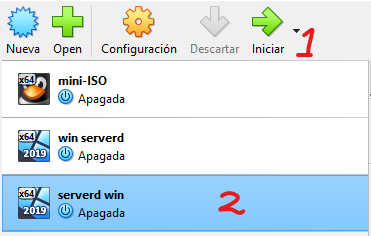 Nueva Open Configuración Descartar Iniciar 1
x64 mini-ISO
Apagada
x64 win serverd
2019 Apagada
x64 serverd win 2
2019 Apagada